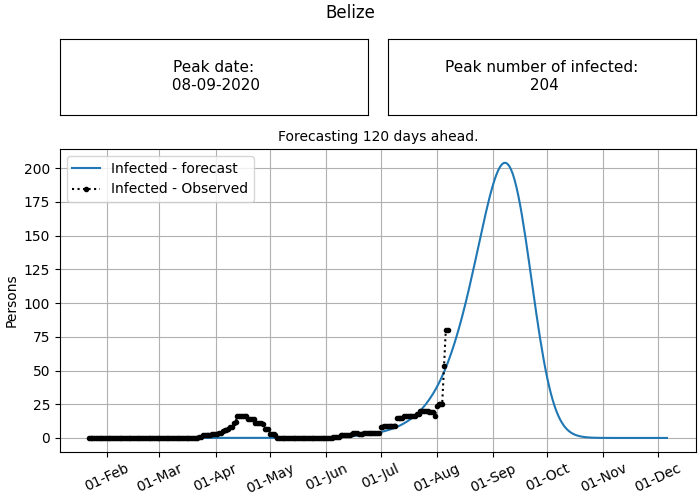 Belize
Peak date:
08-09-2020
Peak number of infected:
204
Forecasting 120 days ahead.
Infected - forecast
Infected - Observed
Persons
200
175
150
125
100
75
50
25
0
01-Feb
01-Mar
01-Apr
01-May
01-Jun
01-Jul
01-Aug
01-Sep
01-Oct
01-Nov
01-Dec